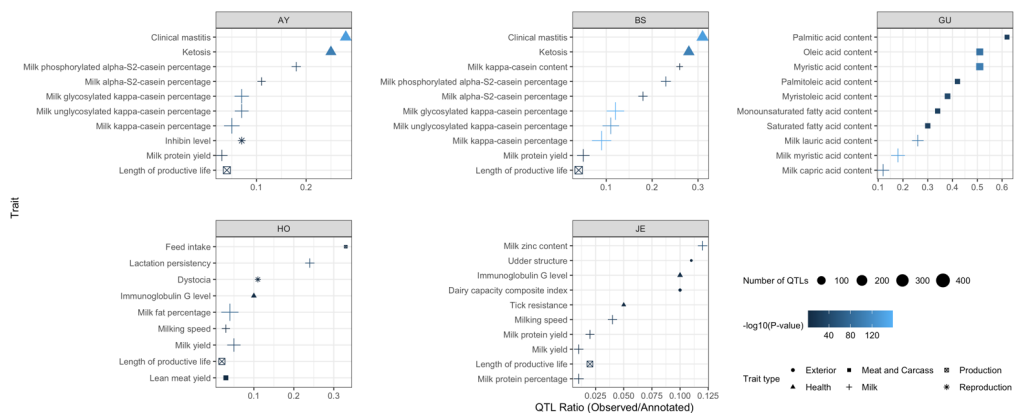 AY
Clinical mastitis
Ketosis
Milk phosphorylated alpha-S2-casein percentage
Milk alpha-S2-casein percentage
Milk glycosylated kappa-casein percentage
Milk unglycosylated kappa-casein percentage
Milk kappa-casein percentage
Inhibin level
Milk protein yield
Length of productive life
0.1 0.2
BS
Clinical mastitis
Ketosis
Milk kappa-casein content
Milk phosphorylated alpha-S2-casein percentage
Milk alpha-S2-casein percentage
Milk glycosylated kappa-casein percentage
Milk unglycosylated kappa-casein percentage
Milk kappa-casein percentage
Milk protein yield
Length of productive life
0.1 0.2 0.3
GU
Palmitic acid content
Oleic acid content
Myristic acid content
Palmitoleic acid content
Myristoleic acid content
Monounsaturated fatty acid content
Saturated fatty acid content
Milk lauric acid content
Milk myristic acid content
Milk capric acid content
0.1 0.2 0.3 0.4 0.5 0.6
Trait
HO
Feed intake
Lactation persistency
Dystocia
Immunoglobulin G level
Milk fat percentage
Milking speed
Milk yield
Length of productive life
Lean meat yield
0.1 0.2 0.3
JE
Milk zinc content
Udder structure
Immunoglobulin G level
Dairy capacity composite index
Tick resistance
Milking speed
Milk protein yield
Milk yield
Length of productive life
Milk protein percentage
0.025 0.050 0.075 0.100 0.125
QTL Ratio (Observed/Annotated)
Number of QTLs 100 200 300 400
-log10(P-value)
40 80 120
Trait type
Exterior Meat and Carcass Production
Health Milk Reproduction